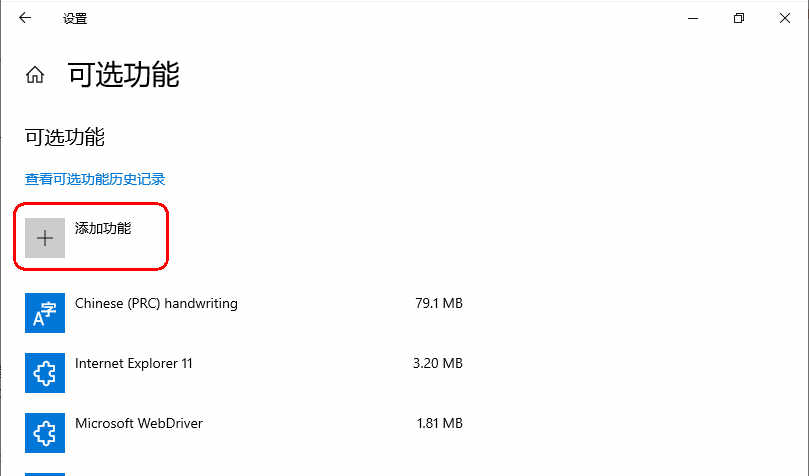 设置
可选功能
可选功能
查看可选功能历史记录
添加功能
Chinese (PRC) handwriting 79.1 MB
Internet Explorer 11 3.20 MB
Microsoft WebDriver 1.81 MB